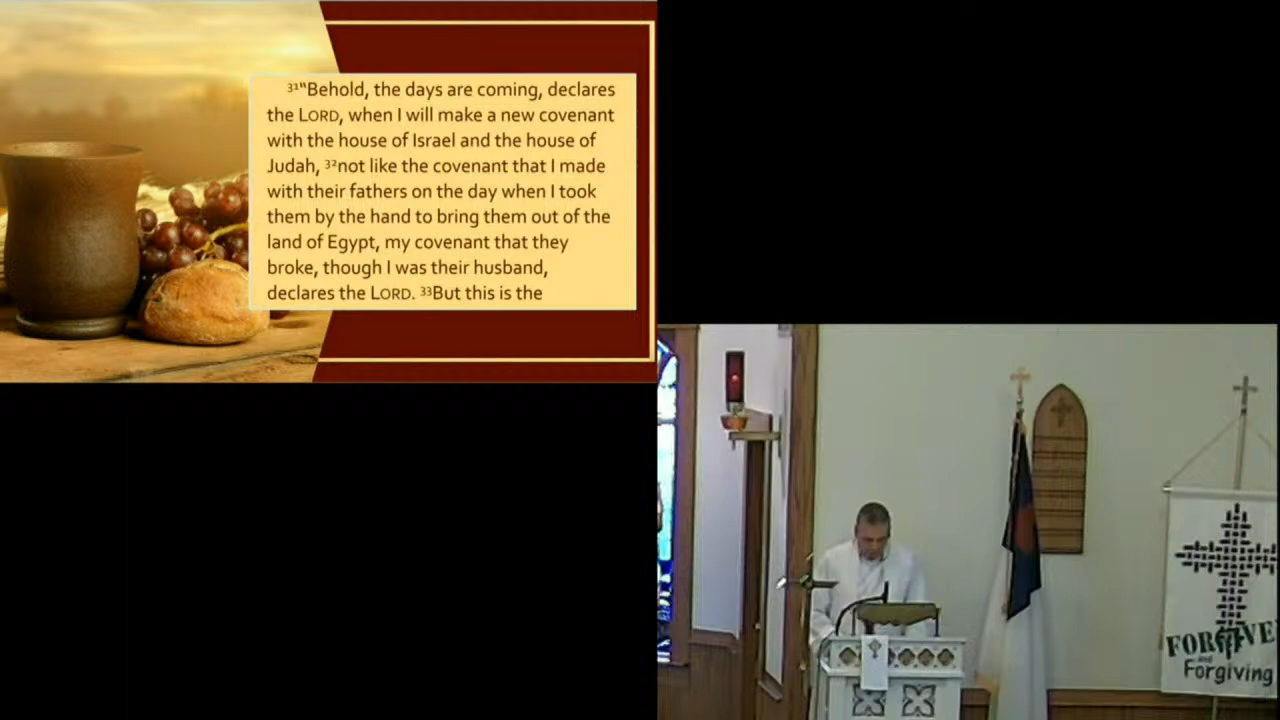 ³¹“Behold, the days are coming, declares
the LORD, when I will make a new covenant
with the house of Israel and the house of
Judah, ³²not like the covenant that I made
with their fathers on the day when I took
them by the hand to bring them out of the
land of Egypt, my covenant that they
broke, though I was their husband,
declares the LORD. ³³But this is the
and
Forgiving